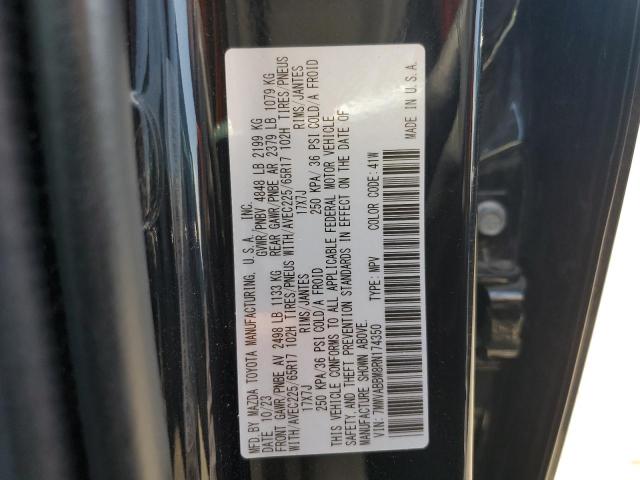 MFD.BY MAZDA TOYOTA MANUFACTURING, U.S.A., INC.
DATE 10/23 GVWR/PNBV 4848 LB 2199 KG
FRONT GAWR/PNBE AV 2498 LB 1133 KG REAR GAWR/PNBE AR 2379 LB 1079 KG
WITH/AVEC225/65R17 102H TIRES/PNEUS WITH/AVEC225/65R17 102H TIRES/PNEUS
17X7J RIMS/JANTES 17X7J RIMS/JANTES
250 KPA/36 PSI COLD/A FROID 250 KPA/ 36 PSI COLD/A FROID
THIS VEHICLE CONFORMS TO ALL APPLICABLE FEDERAL MOTOR VEHICLE
SAFETY,AND THEFT PREVENTION STANDARDS IN EFFECT ON THE DATE OF
MANUFACTURE SHOWN ABOVE.
VIN: 7MMVABBM8RN174350 TYPE: MPV COLOR CODE: 41W MADE IN U.S.A.